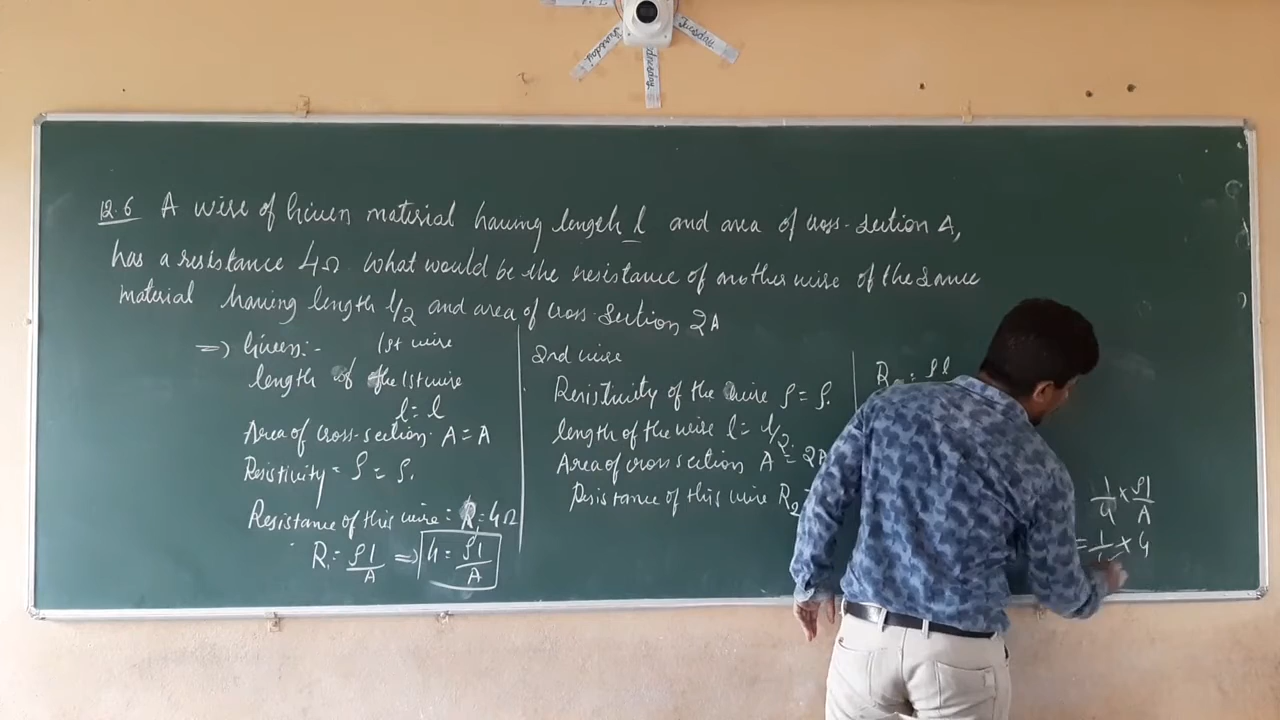 Thursday
Wednesday
Tuesday
12.6 A wire of Given material having length l and area of cross-section A,
has a resistance 4Ω. What would be the resistance of another wire of the same
material having length l/2 and area of cross-section 2A
=) Given:- 1st wire
length of the 1st wire
l = l
Area of cross-section. A = A
Resistivity = ρ = ρ.
Resistance of this wire = R₁ = 4Ω
R₁ = ρl/A => 4 = ρl/A
2nd wire
Resistivity of the wire ρ = ρ.
length of the wire l = l/2.
Area of cross section A = 2A
Resistance of this wire R₂
ρl
1/4 × ρl/A
= 1/4 × 4